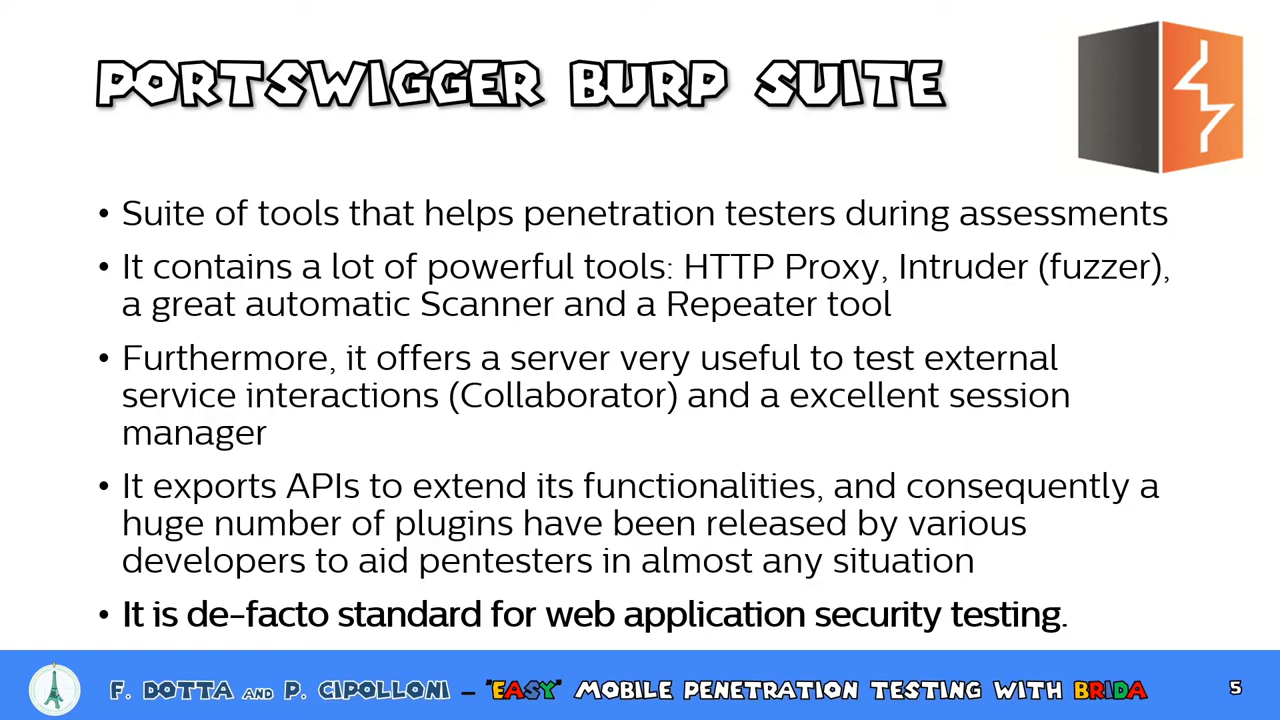 PORTSWIGGER BURP SUITE
• Suite of tools that helps penetration testers during assessments
• It contains a lot of powerful tools: HTTP Proxy, Intruder (fuzzer),
a great automatic Scanner and a Repeater tool
• Furthermore, it offers a server very useful to test external
service interactions (Collaborator) and a excellent session
manager
• It exports APIs to extend its functionalities, and consequently a
huge number of plugins have been released by various
developers to aid pentesters in almost any situation
• It is de-facto standard for web application security testing.
F. DOTTA AND P. CIPOLLONI – "EASY" MOBILE PENETRATION TESTING WITH BRIDA
5